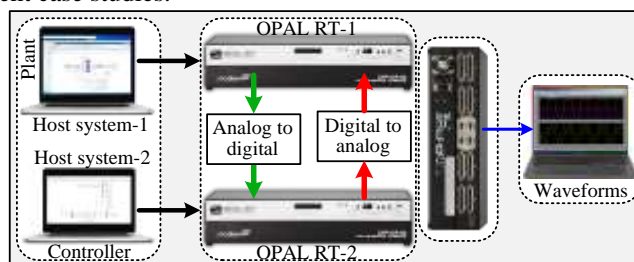 ent case studies.
OPAL RT-1
Plant
Host system-1
Analog to
digital
Digital to
analog
Host system-2
Controller
OPAL RT-2
Waveforms